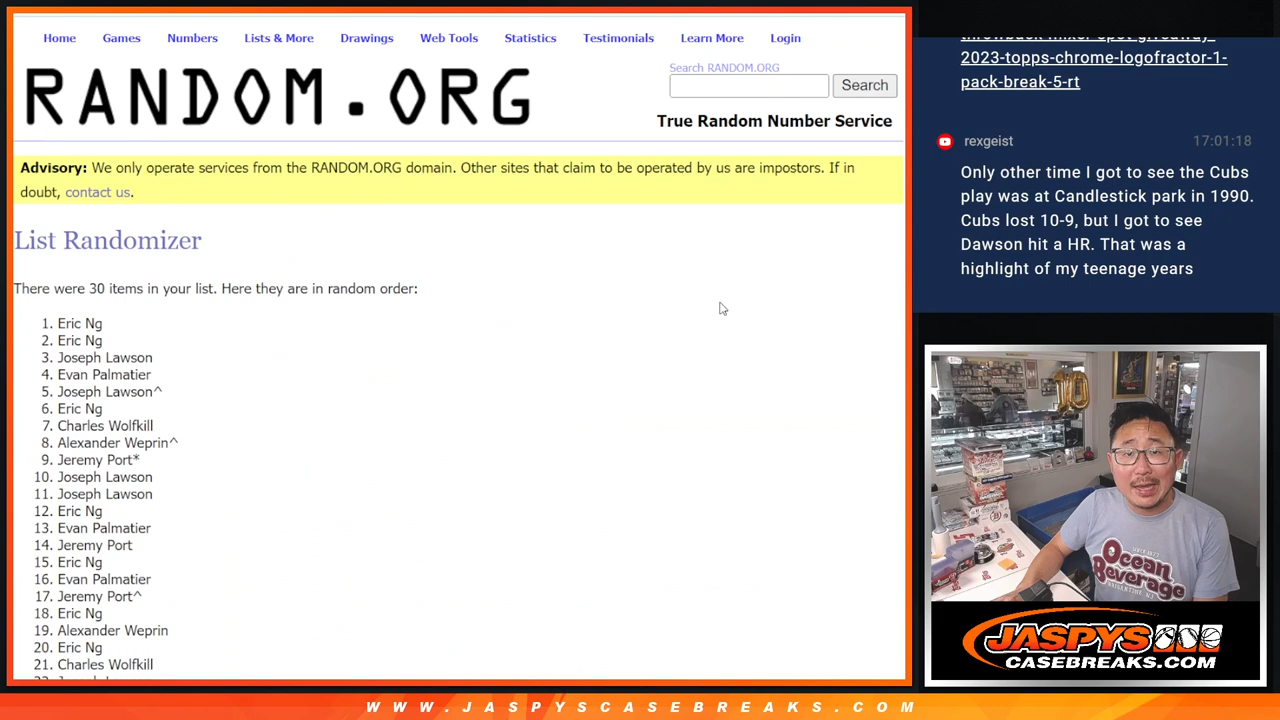 Home Games Numbers Lists & More Drawings Web Tools Statistics Testimonials Learn More Login
RANDOM.ORG
Search RANDOM.ORG
Search
True Random Number Service
Advisory: We only operate services from the RANDOM.ORG domain. Other sites that claim to be operated by us are impostors. If in
doubt, contact us.
List Randomizer
There were 30 items in your list. Here they are in random order:
1. Eric Ng
2. Eric Ng
3. Joseph Lawson
4. Evan Palmatier
5. Joseph Lawson^
6. Eric Ng
7. Charles Wolfkill
8. Alexander Weprin^
9. Jeremy Port*
10. Joseph Lawson
11. Joseph Lawson
12. Eric Ng
13. Evan Palmatier
14. Jeremy Port
15. Eric Ng
16. Evan Palmatier
17. Jeremy Port^
18. Eric Ng
19. Alexander Weprin
20. Eric Ng
21. Charles Wolfkill
throwback-mixer-spot-giveaway-
2023-topps-chrome-logofractor-1-
pack-break-5-rt
rexgeist 17:01:18
Only other time I got to see the Cubs
play was at Candlestick park in 1990.
Cubs lost 10-9, but I got to see
Dawson hit a HR. That was a
highlight of my teenage years
10
Ocean
Beverage
JASPYS
CASEBREAKS.COM
WWW.JASPYSCASEBREAKS.COM